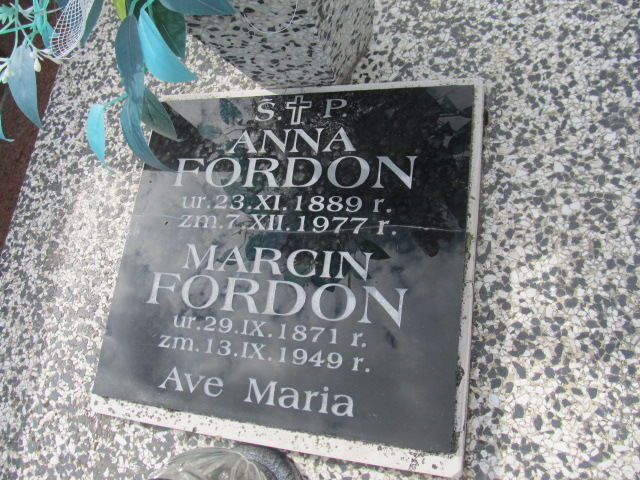 S✝P.
ANNA
FORDON
ur.23.XI.1889 r.
zm.7.XII.1977 r.
MARCIN
FORDON
ur.29.IX.1871 r.
zm.13.IX.1949 r.
Ave Maria